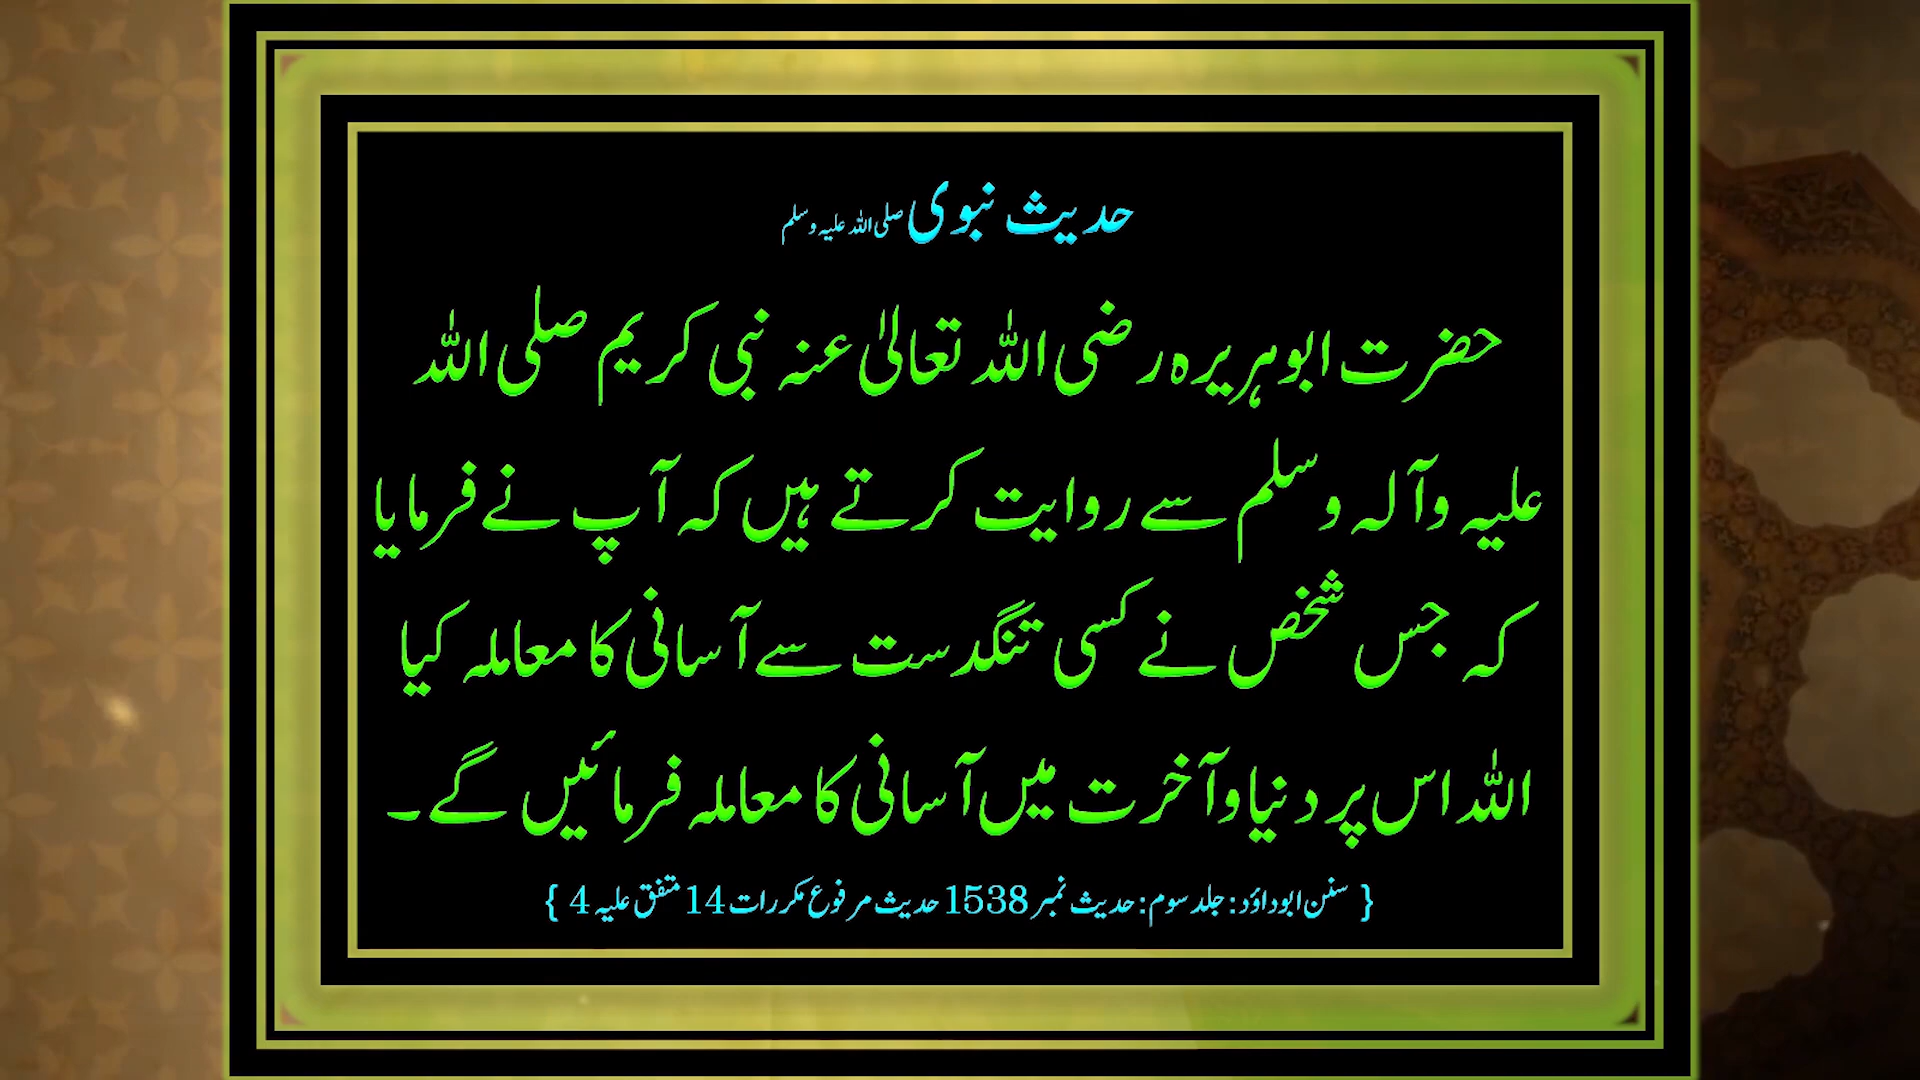 حدیث نبوی صلی اللہ علیہ وسلم
حضرت ابوہریرہ رضی اللہ تعالیٰ عنہ نبی کریم صلی اللہ
علیہ وآلہ وسلم سے روایت کرتے ہیں کہ آپ نے فرمایا
کہ جس شخص نے کسی تنگدست سے آسانی کا معاملہ کیا
اللہ اس پر دنیا وآخرت میں آسانی کا معاملہ فرمائیں گے۔
{ سنن ابوداؤد: جلد سوم: حدیث نمبر 1538 حدیث مرفوع مکررات 14 متفق علیہ 4 }